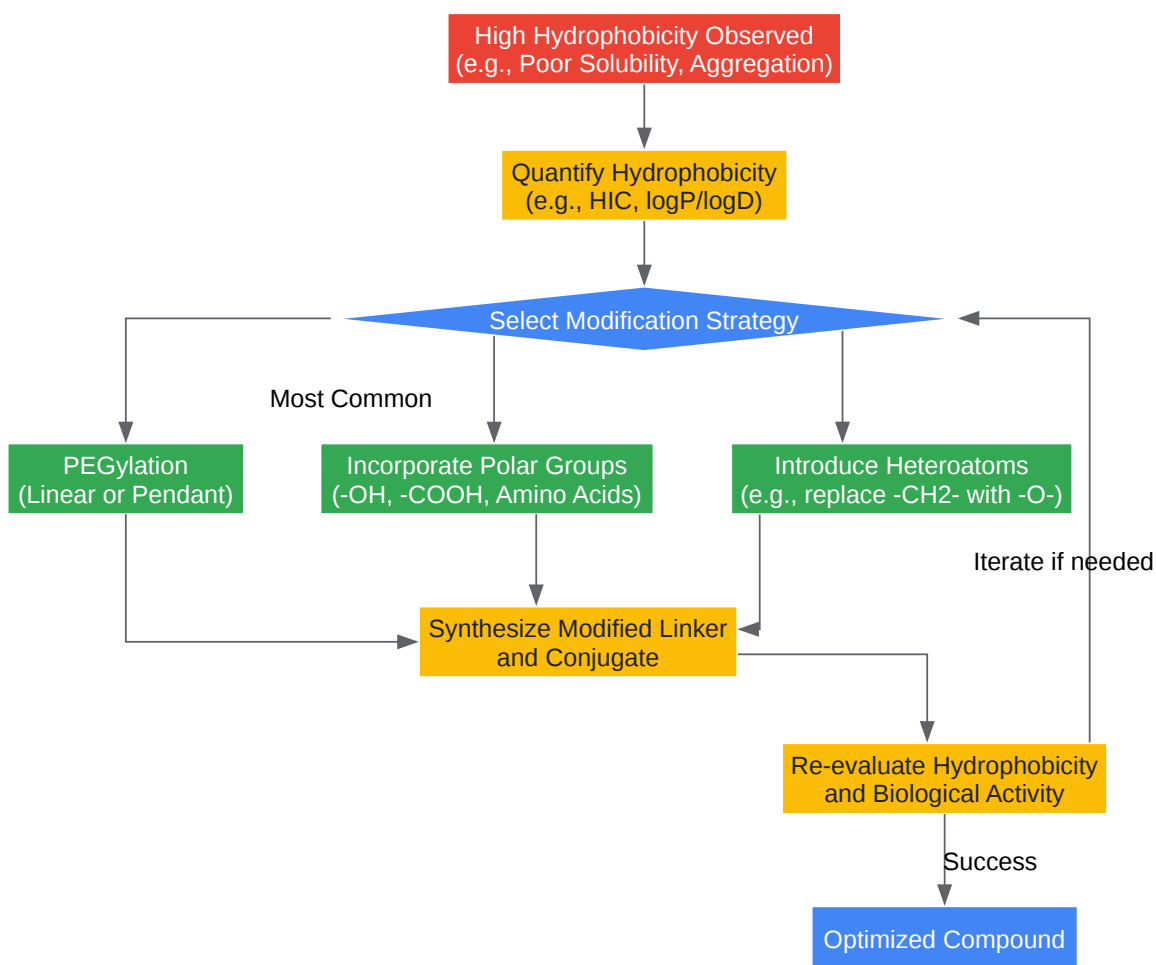 High Hydrophobicity Observed
(e.g., Poor Solubility, Aggregation)
Quantify Hydrophobicity
(e.g., HIC, logP/logD)
Select Modification Strategy
Most Common
PEGylation
(Linear or Pendant)
Incorporate Polar Groups
(-OH, -COOH, Amino Acids)
Introduce Heteroatoms
(e.g., replace -CH2- with -O-)
Iterate if needed
Synthesize Modified Linker
and Conjugate
Re-evaluate Hydrophobicity
and Biological Activity
Success
Optimized Compound